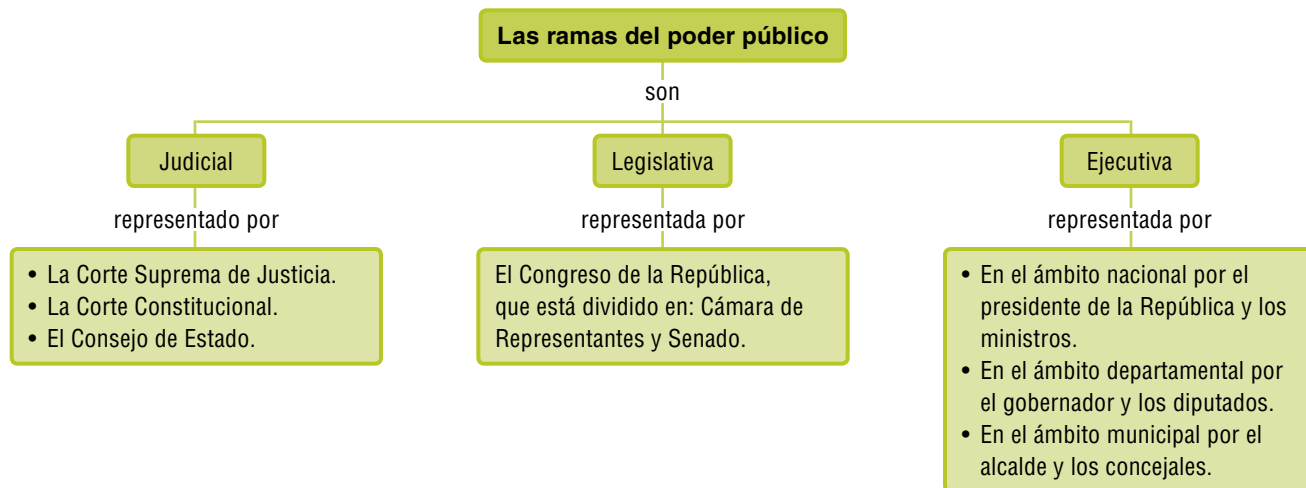 Las ramas del poder público
son
Judicial
representado por
• La Corte Suprema de Justicia.
• La Corte Constitucional.
• El Consejo de Estado.
Legislativa
representada por
El Congreso de la República,
que está dividido en: Cámara de
Representantes y Senado.
Ejecutiva
representada por
• En el ámbito nacional por el
presidente de la República y los
ministros.
• En el ámbito departamental por
el gobernador y los diputados.
• En el ámbito municipal por el
alcalde y los concejales.